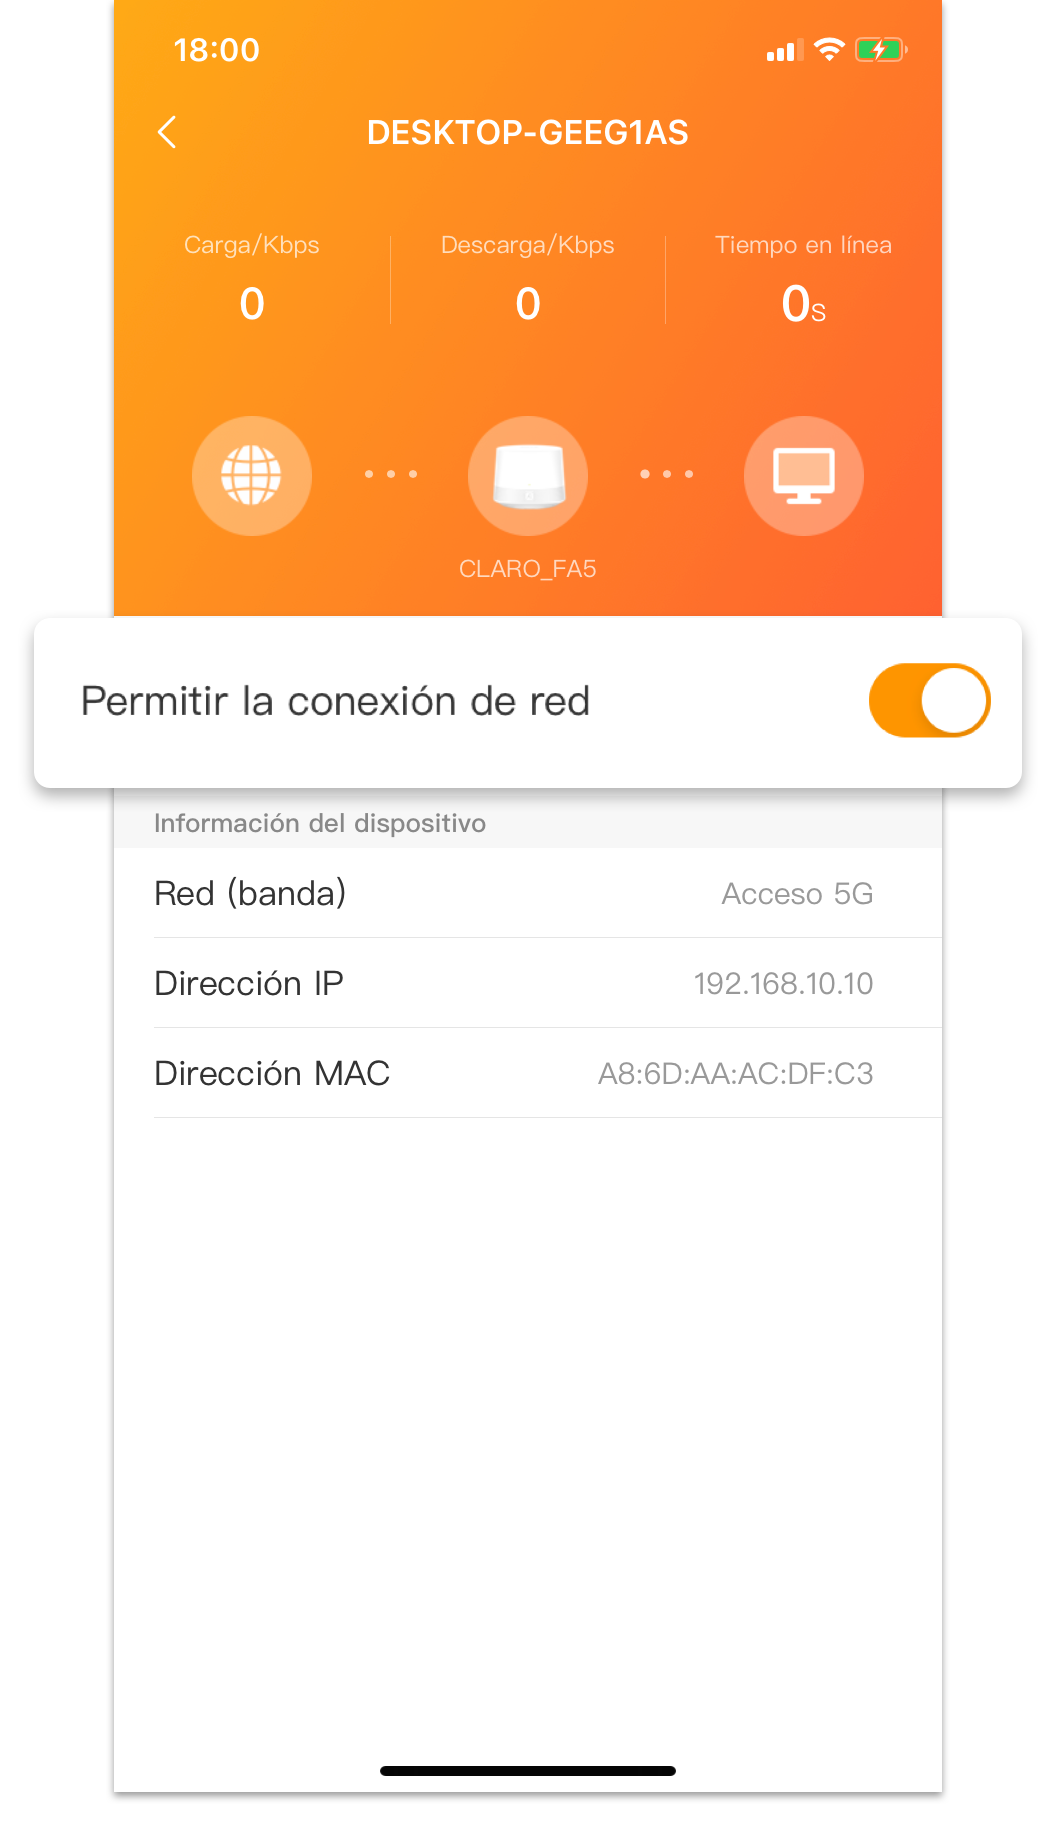 18:00
DESKTOP-GEEG1AS
Carga/Kbps Descarga/Kbps Tiempo en línea
0 0 0s
CLARO_FA5
Permitir la conexión de red
Información del dispositivo
Red (banda) Acceso 5G
Dirección IP 192.168.10.10
Dirección MAC A8:6D:AA:AC:DF:C3